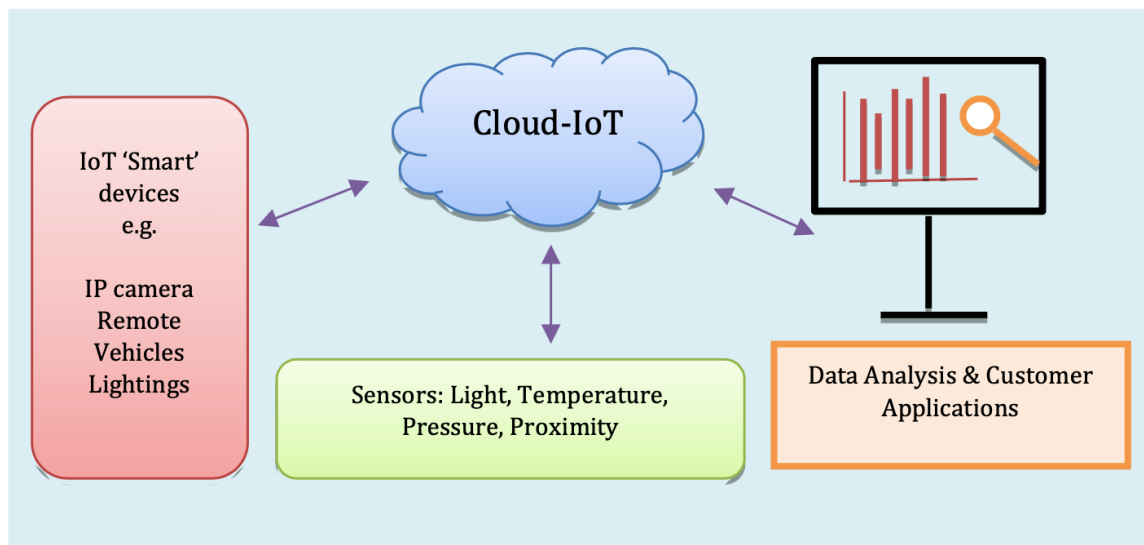 Cloud-IoT
IoT ‘Smart’
devices
e.g.
IP camera
Remote
Vehicles
Lightings
Sensors: Light, Temperature,
Pressure, Proximity
Data Analysis & Customer
Applications